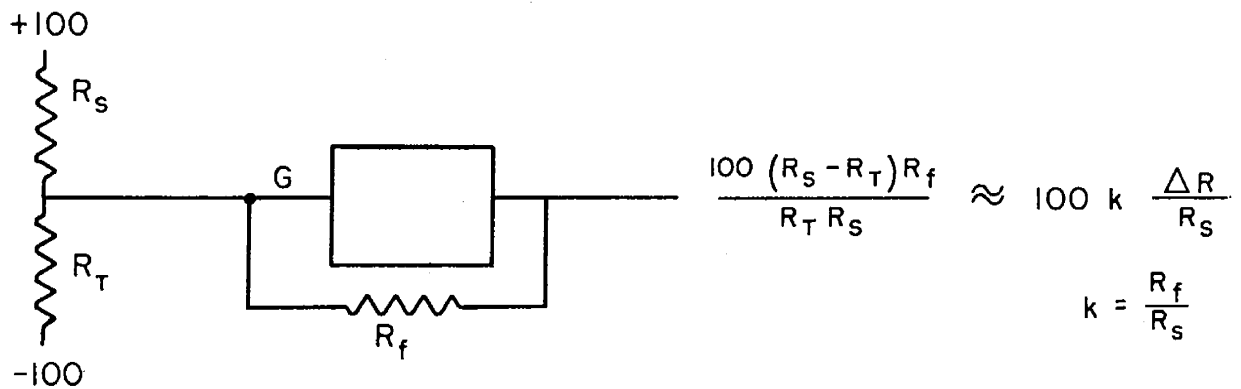 +100
R_S
G
R_T
R_f
-100
100 (R_S - R_T) R_f / R_T R_S ≈ 100 k ΔR / R_S
k = R_f / R_S